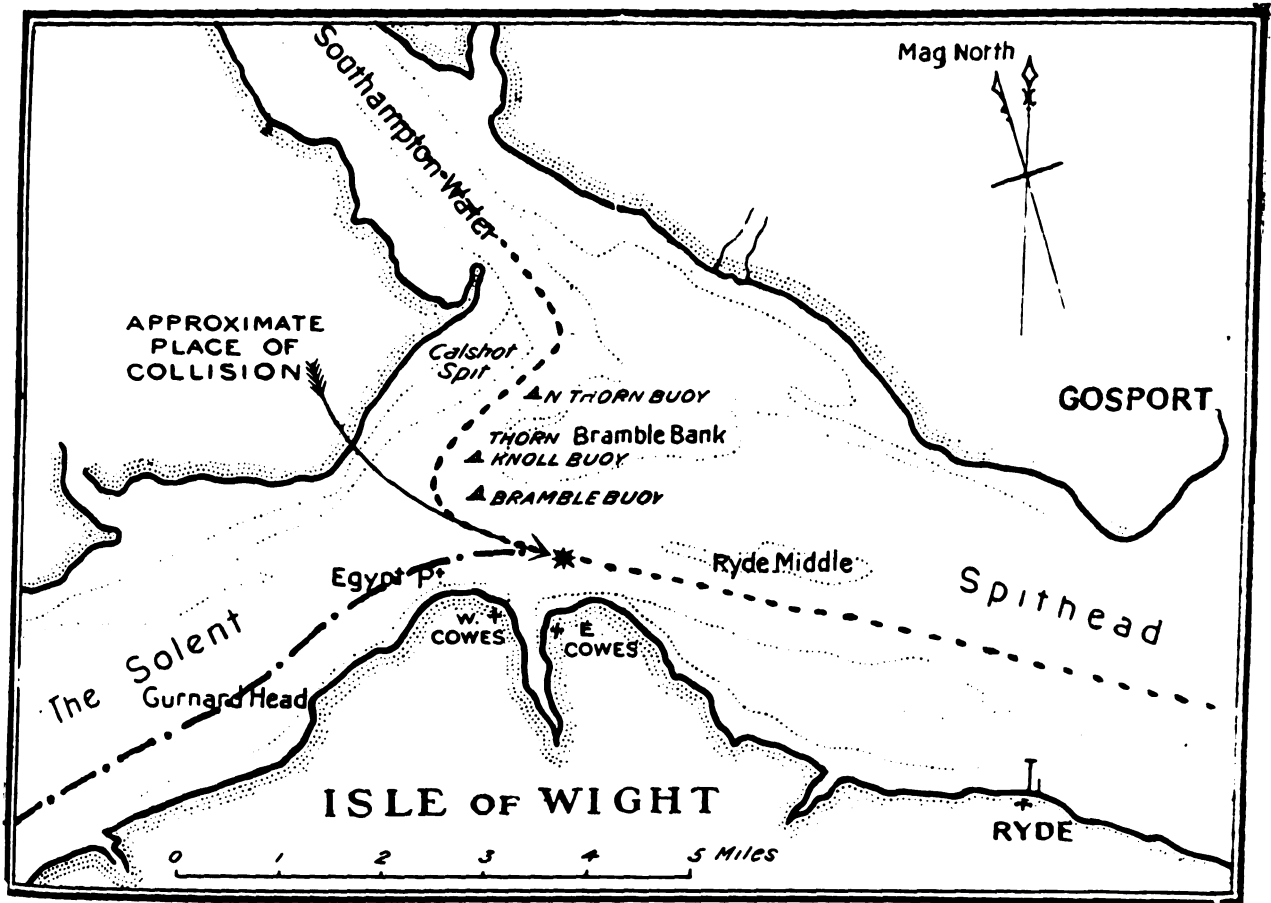 Mag North
Southampton Water
APPROXIMATE
PLACE OF
COLLISION
Calshot
Spit
N THORN BUOY
THORN Bramble Bank
KNOLL BUOY
BRAMBLE BUOY
GOSPORT
Egypt Pt
Ryde Middle
Spithead
W.
COWES
E
COWES
The Solent
Gurnard Head
ISLE OF WIGHT
RYDE
0 1 2 3 4 5 Miles